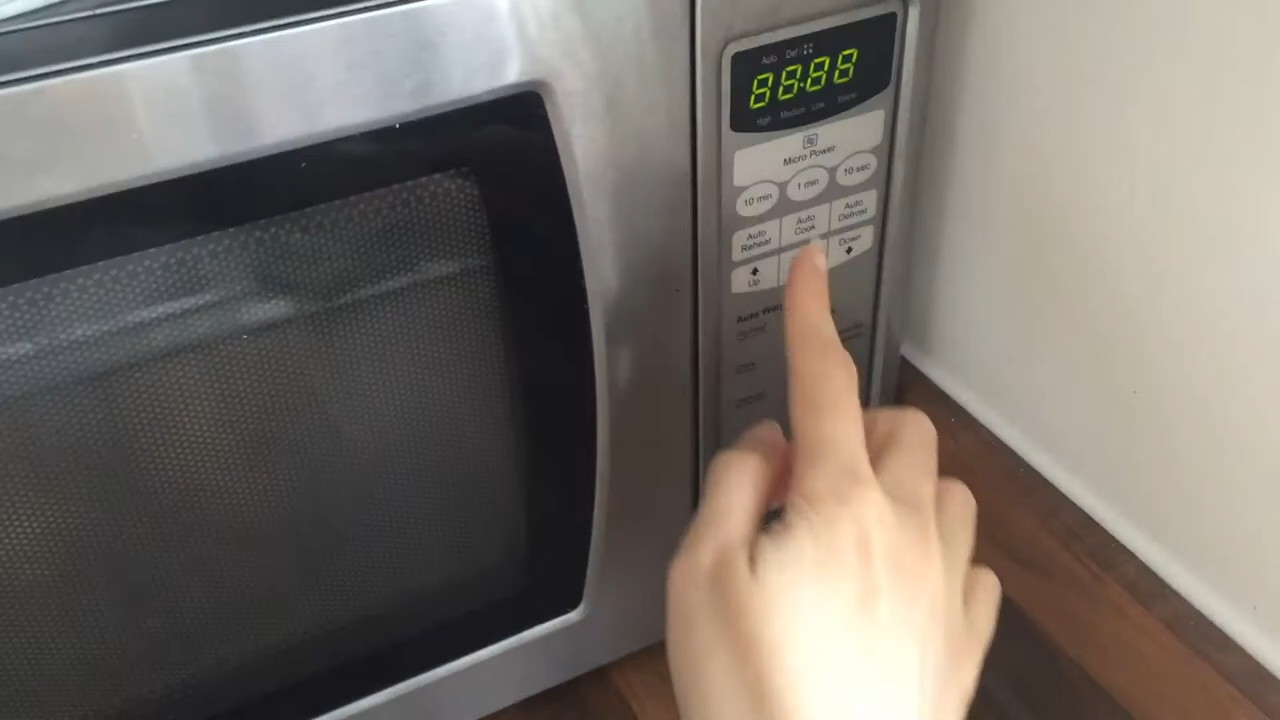 Auto Def
88:88
High Medium Low
Micro Power
10 min 1 min 10 sec
Auto Reheat
Auto Cook
Auto Defrost
Up
Down
Auto